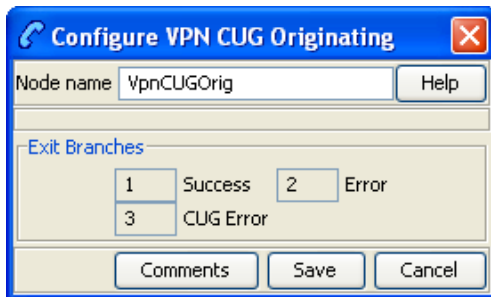 Configure VPN CUG Originating
Node name VpnCUGOrig Help
Exit Branches
1 Success 2 Error
3 CUG Error
Comments Save Cancel